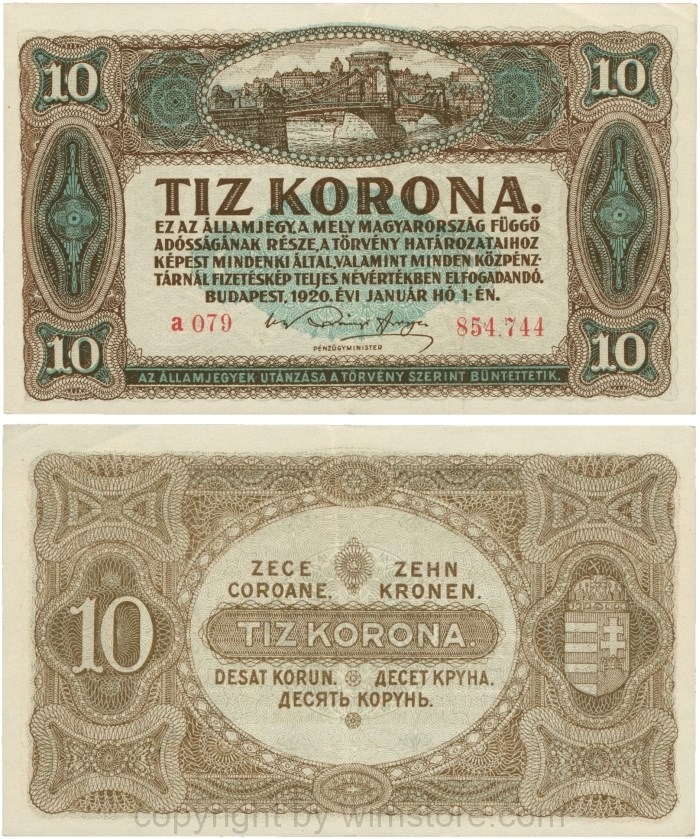 10 10
TIZ KORONA.
EZ AZ ÁLLAMJEGY, A MELY MAGYARORSZÁG FÜGGŐ
ADÓSSÁGÁNAK RÉSZE, A TÖRVÉNY HATÁROZATAIHOZ
KÉPEST MINDENKI ÁLTAL, VALAMINT MINDEN KÖZPÉNZ-
TÁRNÁL FIZETÉSKÉP TELJES NÉVÉRTÉKBEN ELFOGADANDÓ.
BUDAPEST, 1920. ÉVI JANUÁR HÓ 1-ÉN.
a 079 854.744
PÉNZÜGYMINISTER
10 10
AZ ÁLLAMJEGYEK UTÁNZÁSA A TÖRVÉNY SZERINT BÜNTETTETIK.
ZECE ZEHN
COROANE. KRONEN.
10 TIZ KORONA.
DESAT KORUN. ДЕСЕТ КРУНА.
ДЕСЯТЬ КОРУНЬ.
copyright by wimstore.com